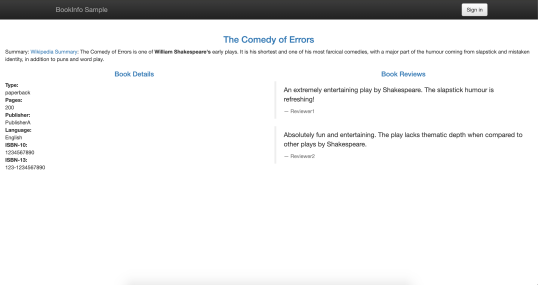 BookInfo Sample
Sign in
The Comedy of Errors
Summary: Wikipedia Summary: The Comedy of Errors is one of William Shakespeare's early plays. It is his shortest and one of his most farcical comedies, with a major part of the humour coming from slapstick and mistaken
identity, in addition to puns and word play.
Book Details
Type:
paperback
Pages:
200
Publisher:
PublisherA
Language:
English
ISBN-10:
1234567890
ISBN-13:
123-1234567890
Book Reviews
An extremely entertaining play by Shakespeare. The slapstick humour is
refreshing!
— Reviewer1
Absolutely fun and entertaining. The play lacks thematic depth when compared to
other plays by Shakespeare.
— Reviewer2